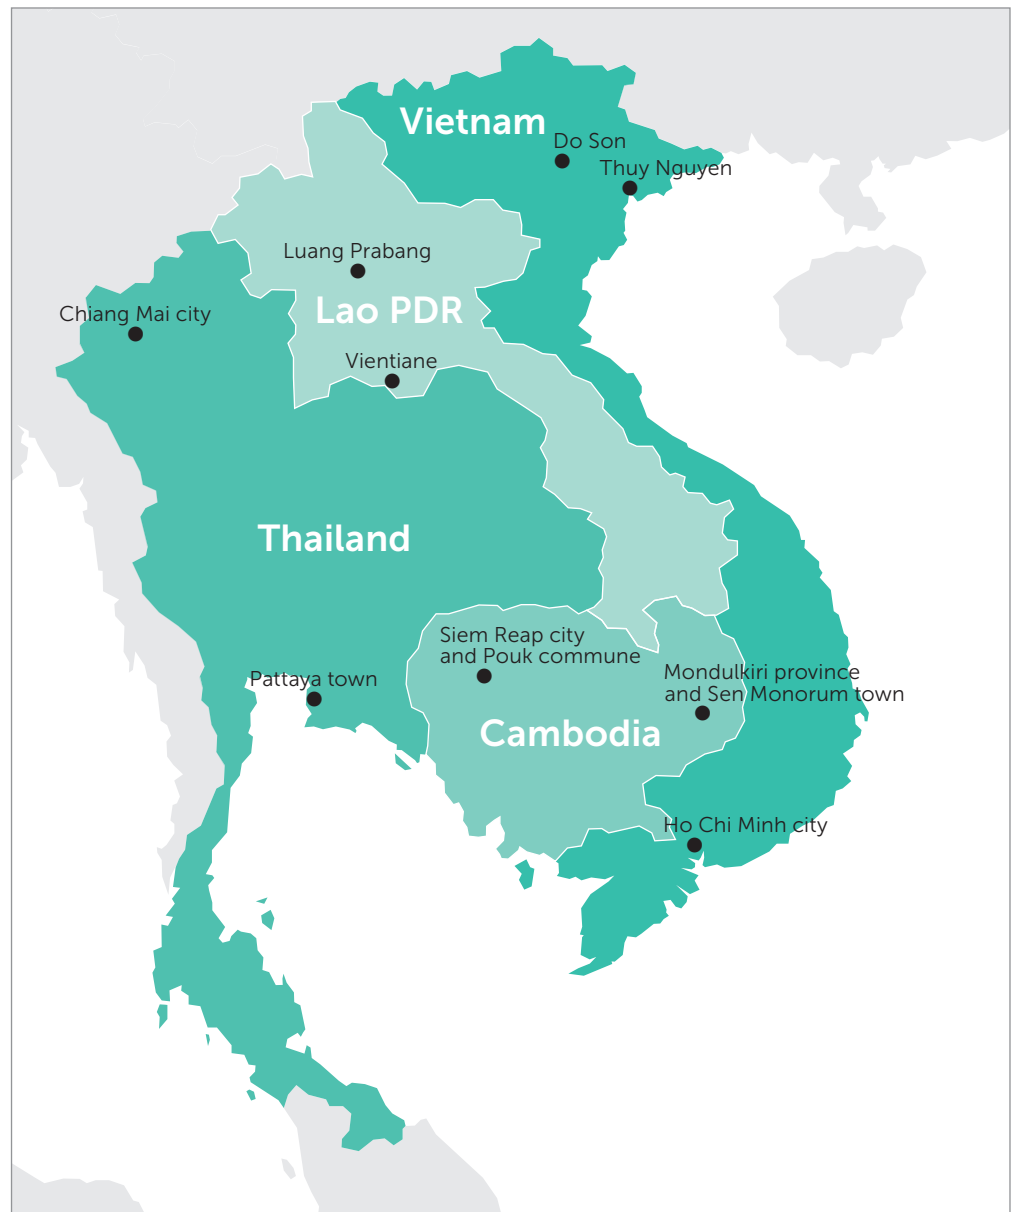 Vietnam
Do Son
Thuy Nguyen
Luang Prabang
Lao PDR
Chiang Mai city
Vientiane
Thailand
Siem Reap city
and Pouk commune
Mondulkiri province
and Sen Monorum town
Pattaya town
Cambodia
Ho Chi Minh city